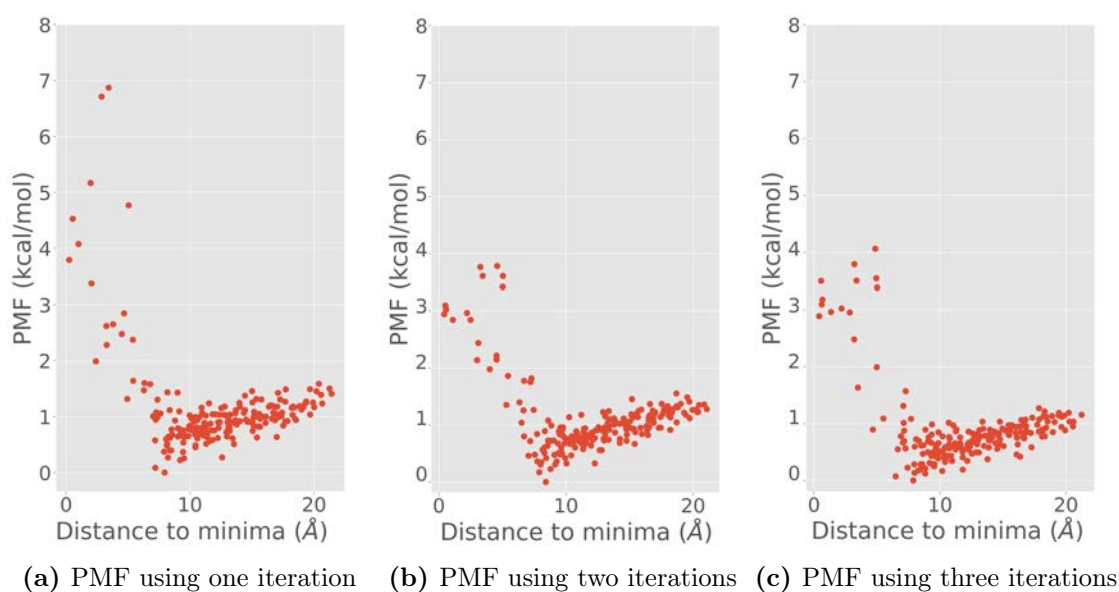 8
7
6
5
4
3
2
1
0
PMF (kcal/mol)
0 10 20
Distance to minima (Å)
8
7
6
5
4
3
2
1
0
PMF (kcal/mol)
0 10 20
Distance to minima (Å)
8
7
6
5
4
3
2
1
0
PMF (kcal/mol)
0 10 20
Distance to minima (Å)
(a) PMF using one iteration (b) PMF using two iterations (c) PMF using three iterations